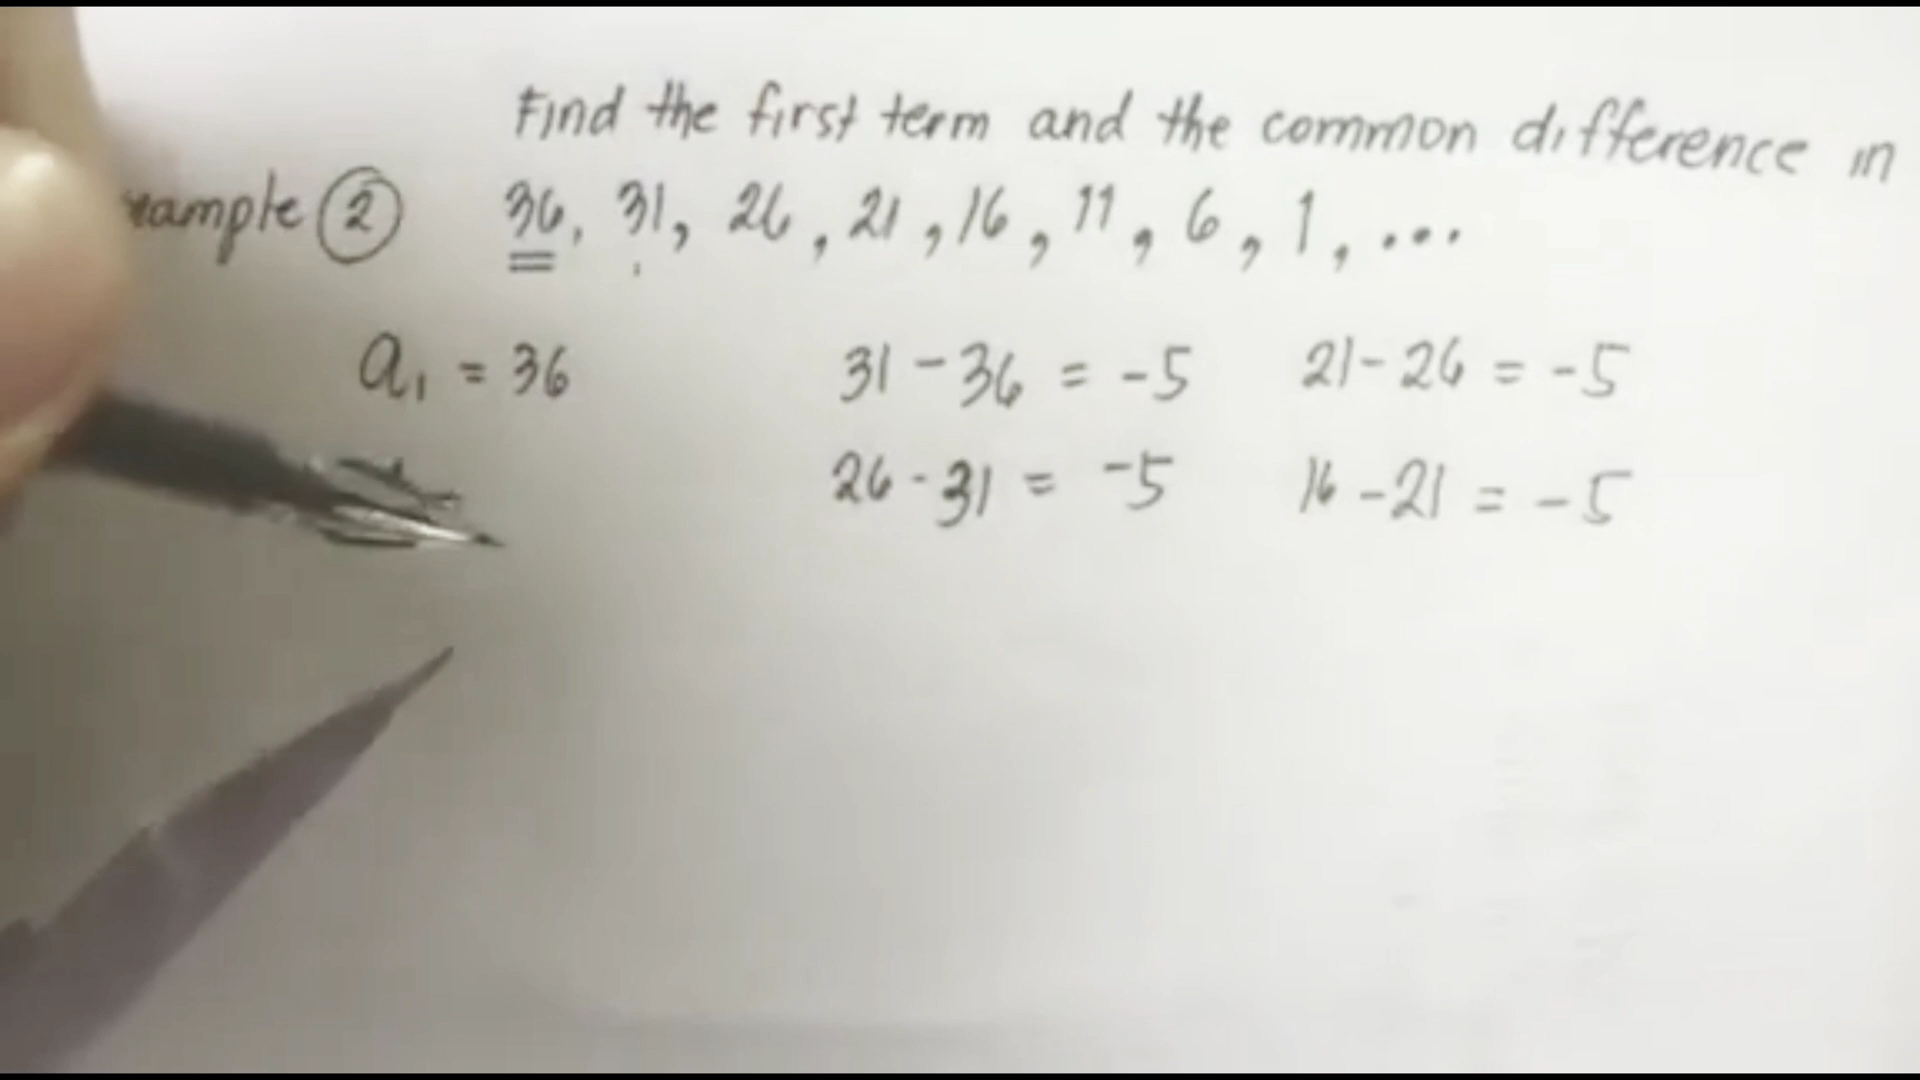 Find the first term and the common difference in
xample 2 36, 31, 26, 21, 16, 11, 6, 1, ...
a₁ = 36 31 - 36 = -5 21 - 26 = -5
26 - 31 = -5 16 - 21 = -5